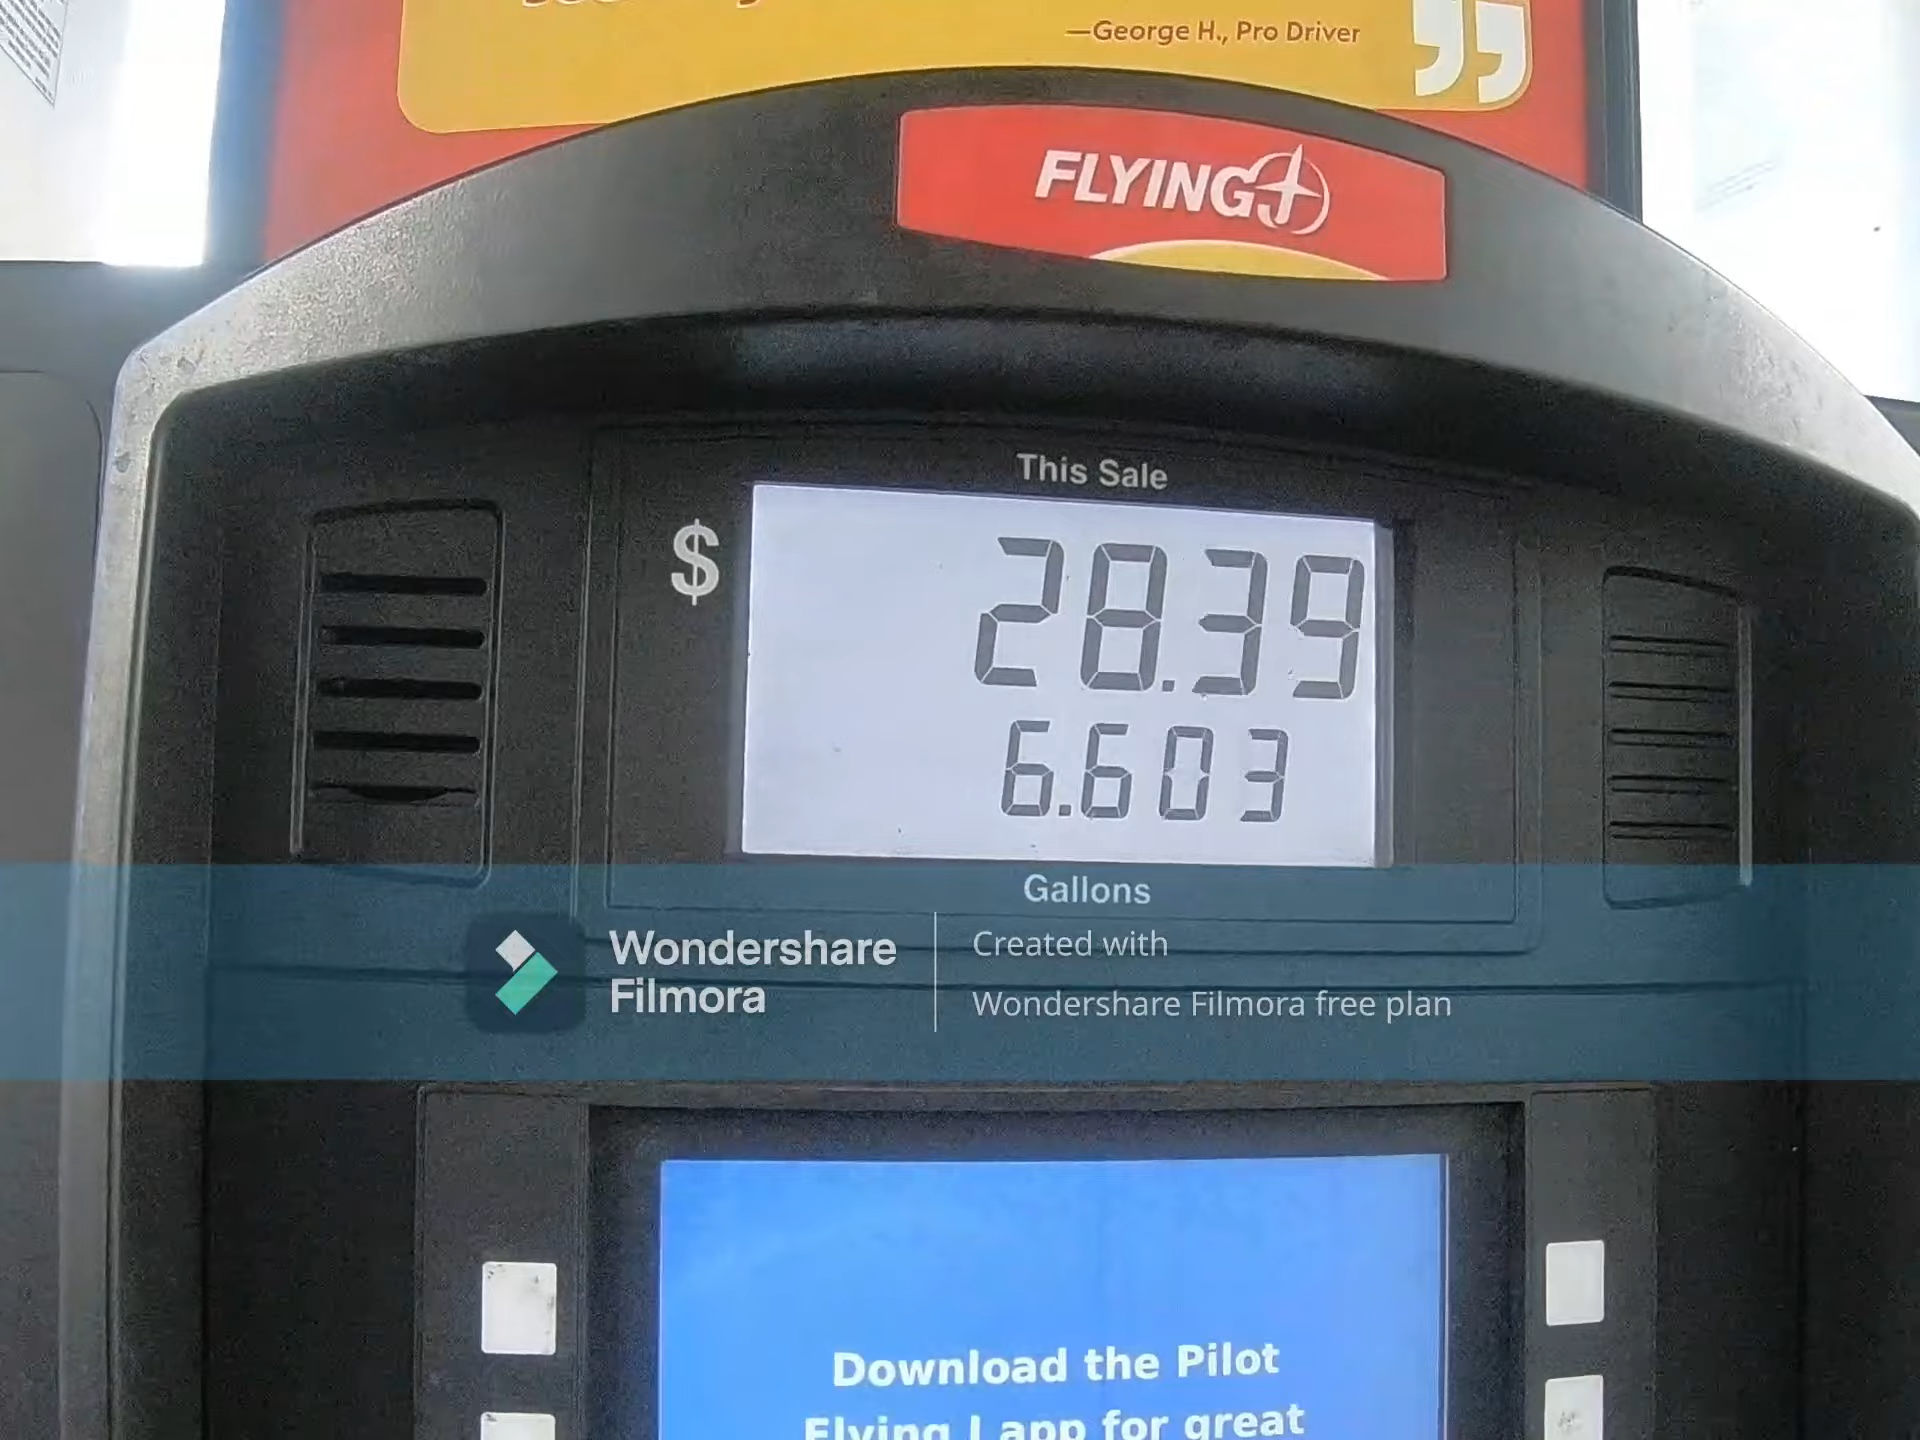 —George H., Pro Driver
FLYING J
This Sale
$ 28.39
6.603
Gallons
Wondershare
Filmora
Created with
Wondershare Filmora free plan
Download the Pilot
Flying J app for great